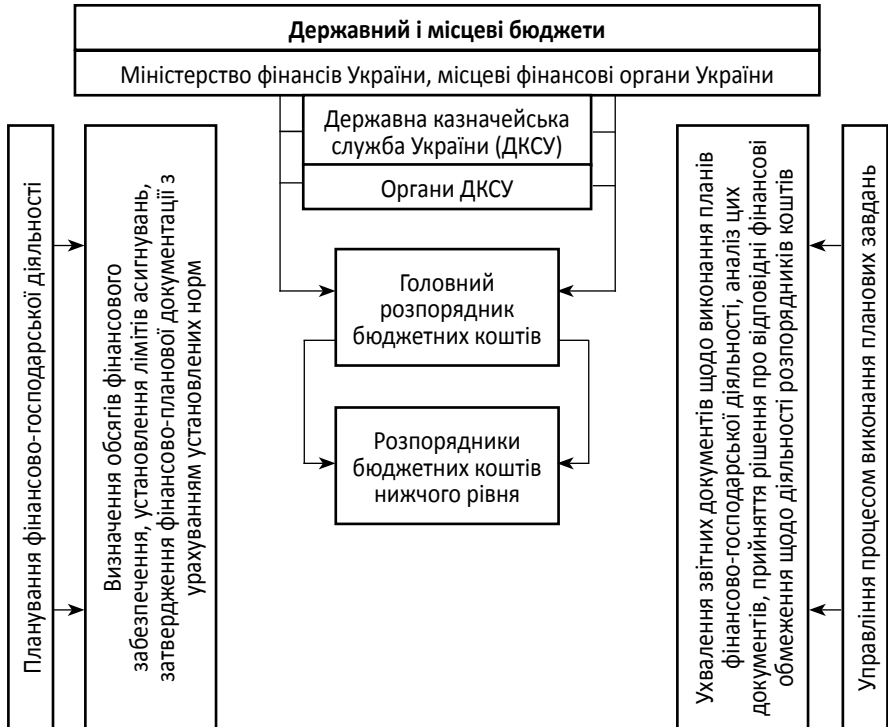 Державний і місцеві бюджети
Міністерство фінансів України, місцеві фінансові органи України
Державна казначейська
служба України (ДКСУ)
Органи ДКСУ
Головний
розпорядник
бюджетних коштів
Розпорядники
бюджетних коштів
нижчого рівня
Планування фінансово-господарської діяльності
Визначення обсягів фінансового
забезпечення, установлення лімітів асигнувань,
затвердження фінансово-планової документації з
урахуванням установлених норм
Ухвалення звітних документів щодо виконання планів
фінансово-господарської діяльності, аналіз цих
документів, прийняття рішення про відповідні фінансові
обмеження щодо діяльності розпорядників коштів
Управління процесом виконання планових завдань